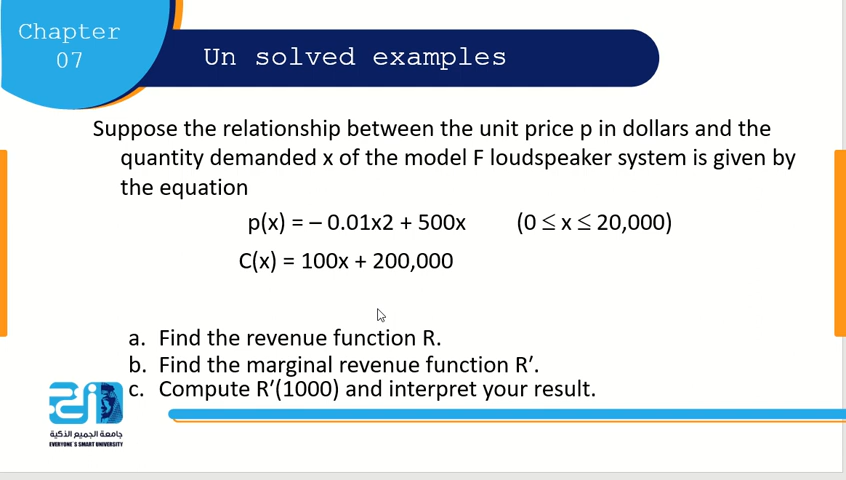 Chapter
07
Un solved examples
Suppose the relationship between the unit price p in dollars and the
quantity demanded x of the model F loudspeaker system is given by
the equation
p(x) = – 0.01x2 + 500x (0 ≤ x ≤ 20,000)
C(x) = 100x + 200,000
a. Find the revenue function R.
b. Find the marginal revenue function R′.
c. Compute R′(1000) and interpret your result.
جامعة الجميع الذكية
EVERYONE'S SMART UNIVERSITY